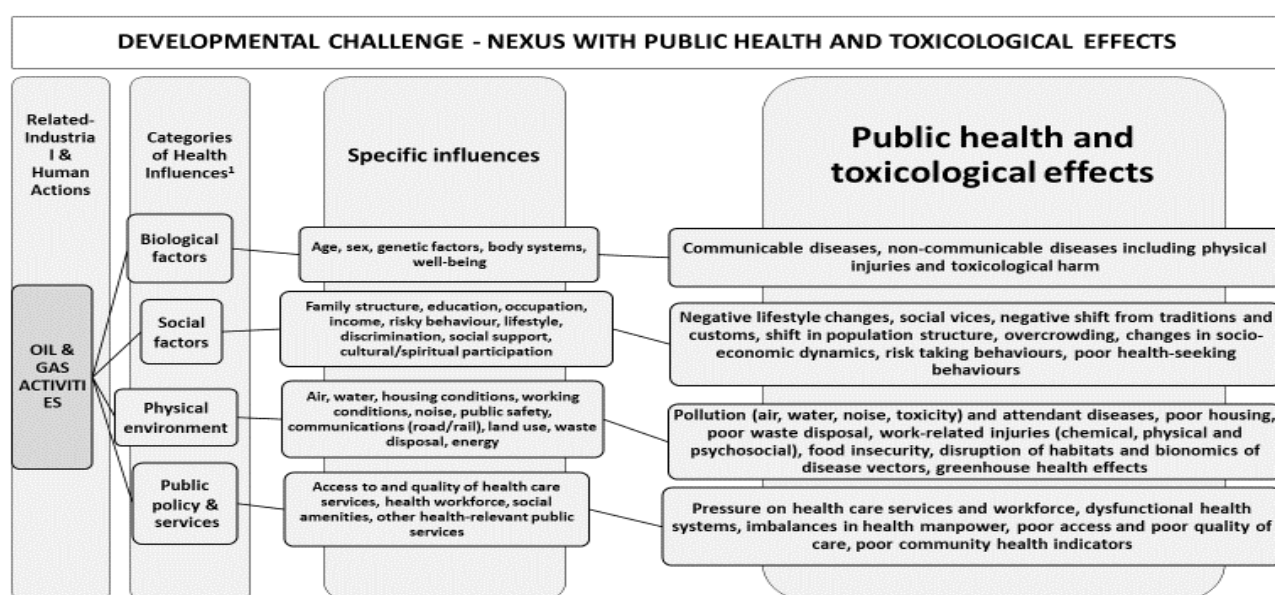 DEVELOPMENTAL CHALLENGE - NEXUS WITH PUBLIC HEALTH AND TOXICOLOGICAL EFFECTS
Related-
Industria
l &
Human
Actions
Categories
of Health
Influences¹
Specific influences
Public health and
toxicological effects
OIL &
GAS
ACTIVITI
ES
Biological
factors
Age, sex, genetic factors, body systems,
well-being
Communicable diseases, non-communicable diseases including physical
injuries and toxicological harm
Social
factors
Family structure, education, occupation,
income, risky behaviour, lifestyle,
discrimination, social support,
cultural/spiritual participation
Negative lifestyle changes, social vices, negative shift from traditions and
customs, shift in population structure, overcrowding, changes in socio-
economic dynamics, risk taking behaviours, poor health-seeking
behaviours
Physical
environment
Air, water, housing conditions, working
conditions, noise, public safety,
communications (road/rail), land use, waste
disposal, energy
Pollution (air, water, noise, toxicity) and attendant diseases, poor housing,
poor waste disposal, work-related injuries (chemical, physical and
psychosocial), food insecurity, disruption of habitats and bionomics of
disease vectors, greenhouse health effects
Public
policy &
services
Access to and quality of health care
services, health workforce, social
amenities, other health-relevant public
services
Pressure on health care services and workforce, dysfunctional health
systems, imbalances in health manpower, poor access and poor quality of
care, poor community health indicators